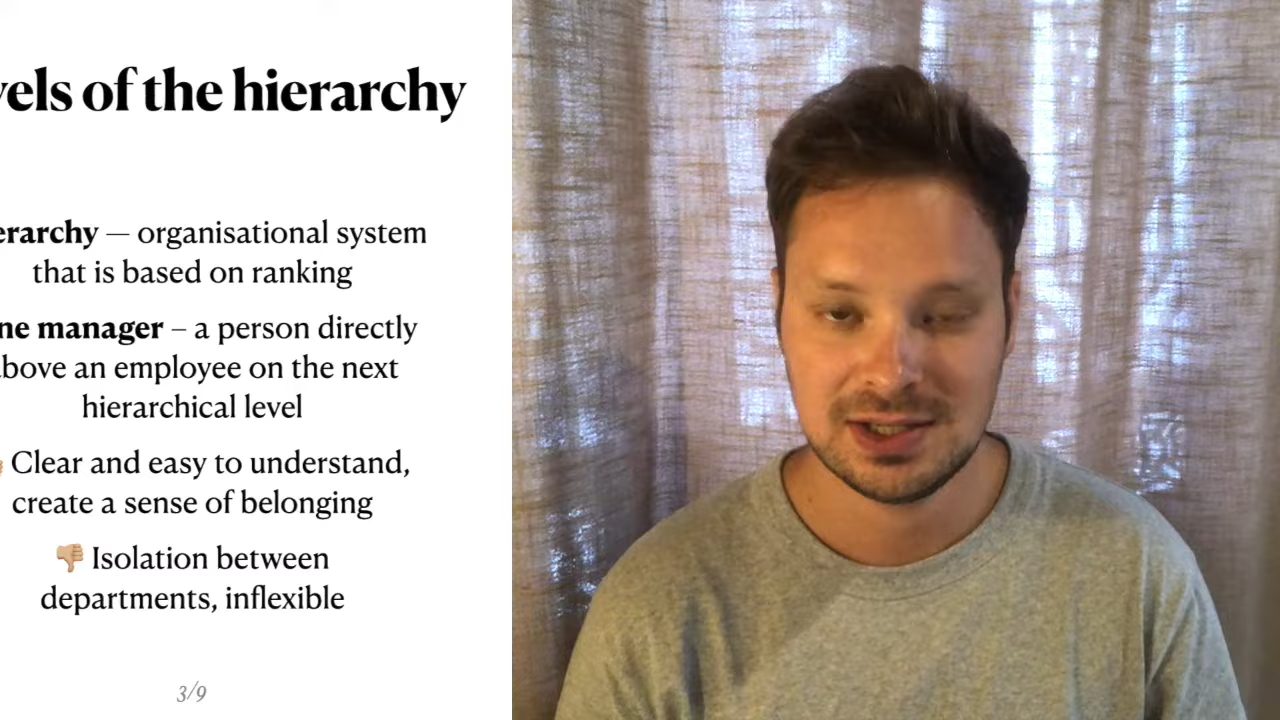 vels of the hierarchy
erarchy — organisational system
that is based on ranking
ne manager – a person directly
bove an employee on the next
hierarchical level
Clear and easy to understand,
create a sense of belonging
👎🏼 Isolation between
departments, inflexible
3/9